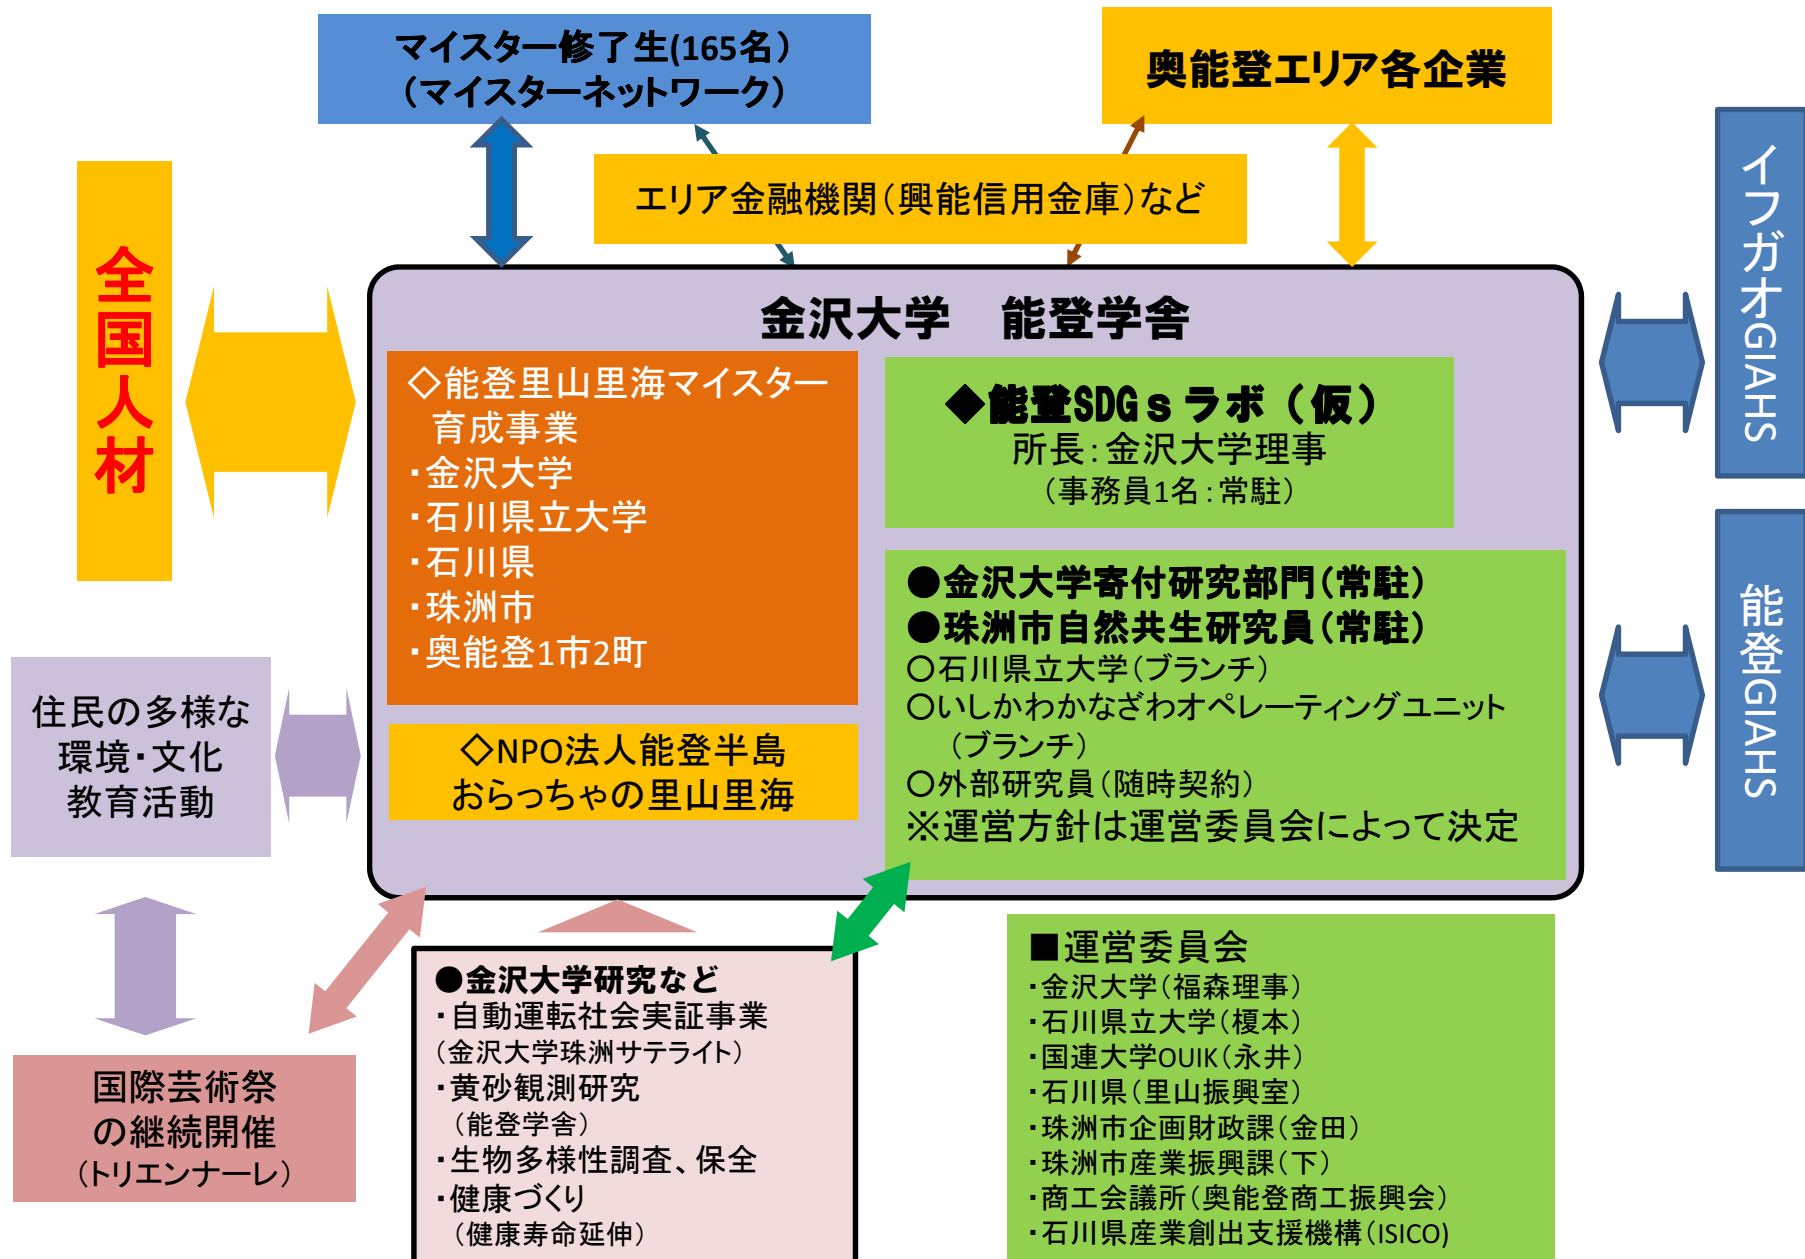 マイスター修了生(165名)
(マイスターネットワーク)
奥能登エリア各企業
エリア金融機関(興能信用金庫)など
全国人材
イフガオGIAHS
能登GIAHS
金沢大学　能登学舎
◇能登里山里海マイスター
育成事業
・金沢大学
・石川県立大学
・石川県
・珠洲市
・奥能登1市2町
◇NPO法人能登半島
おらっちゃの里山里海
◆能登SDGsラボ(仮)
所長:金沢大学理事
(事務員1名:常駐)
●金沢大学寄付研究部門(常駐)
●珠洲市自然共生研究員(常駐)
○石川県立大学(ブランチ)
○いしかわかなざわオペレーティングユニット
(ブランチ)
○外部研究員(随時契約)
※運営方針は運営委員会によって決定
住民の多様な
環境・文化
教育活動
国際芸術祭
の継続開催
(トリエンナーレ)
●金沢大学研究など
・自動運転社会実証事業
(金沢大学珠洲サテライト)
・黄砂観測研究
(能登学舎)
・生物多様性調査、保全
・健康づくり
(健康寿命延伸)
■運営委員会
・金沢大学(福森理事)
・石川県立大学(榎本)
・国連大学OUIK(永井)
・石川県(里山振興室)
・珠洲市企画財政課(金田)
・珠洲市産業振興課(下)
・商工会議所(奥能登商工振興会)
・石川県産業創出支援機構(ISICO)